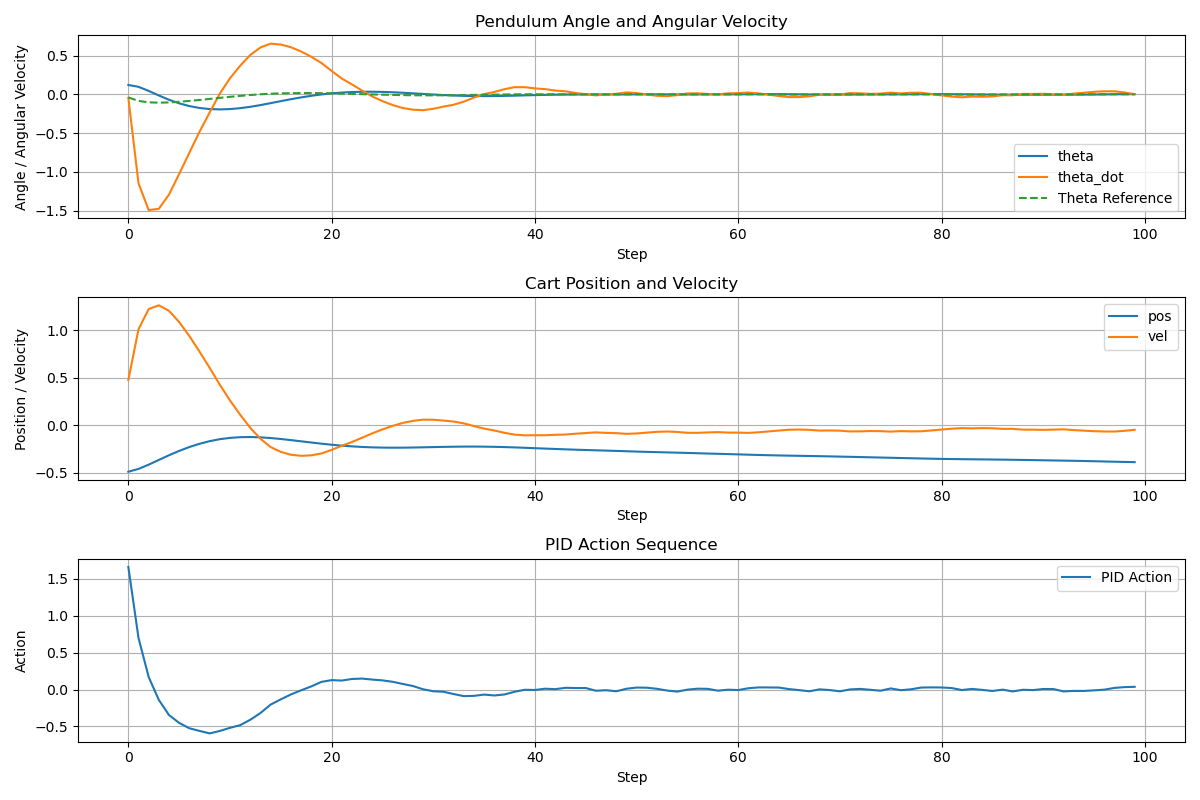 Pendulum Angle and Angular Velocity
Angle / Angular Velocity
0.5
0.0
−0.5
−1.0
−1.5
theta
theta_dot
Theta Reference
0
20
40
60
80
100
Step
Cart Position and Velocity
Position / Velocity
1.0
0.5
0.0
−0.5
pos
vel
0
20
40
60
80
100
Step
PID Action Sequence
Action
1.5
1.0
0.5
0.0
−0.5
PID Action
0
20
40
60
80
100
Step